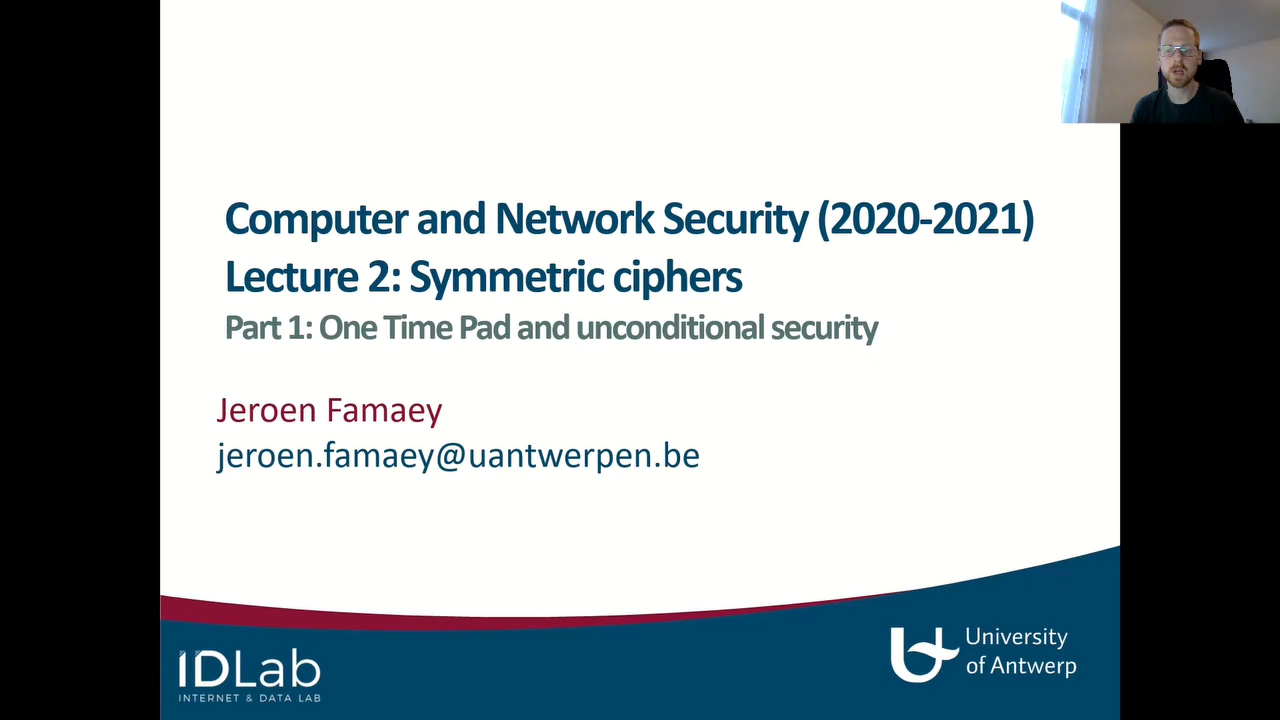 Computer and Network Security (2020-2021)
Lecture 2: Symmetric ciphers
Part 1: One Time Pad and unconditional security
Jeroen Famaey
jeroen.famaey@uantwerpen.be
IDLab
INTERNET & DATA LAB
University
of Antwerp